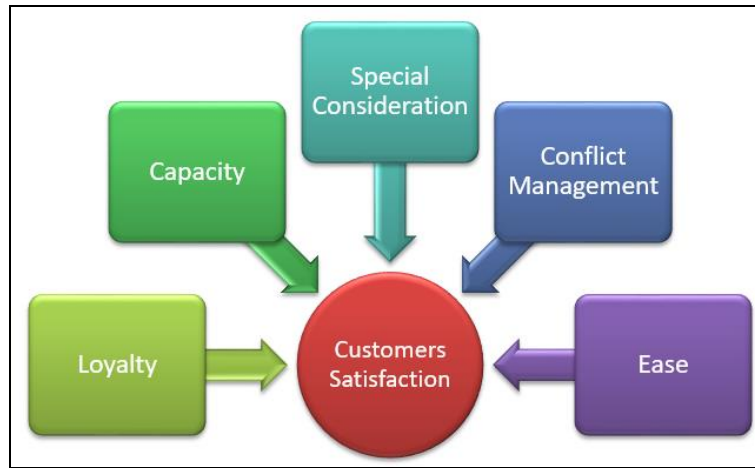 Special
Consideration
Capacity
Conflict
Management
Loyalty
Customers
Satisfaction
Ease